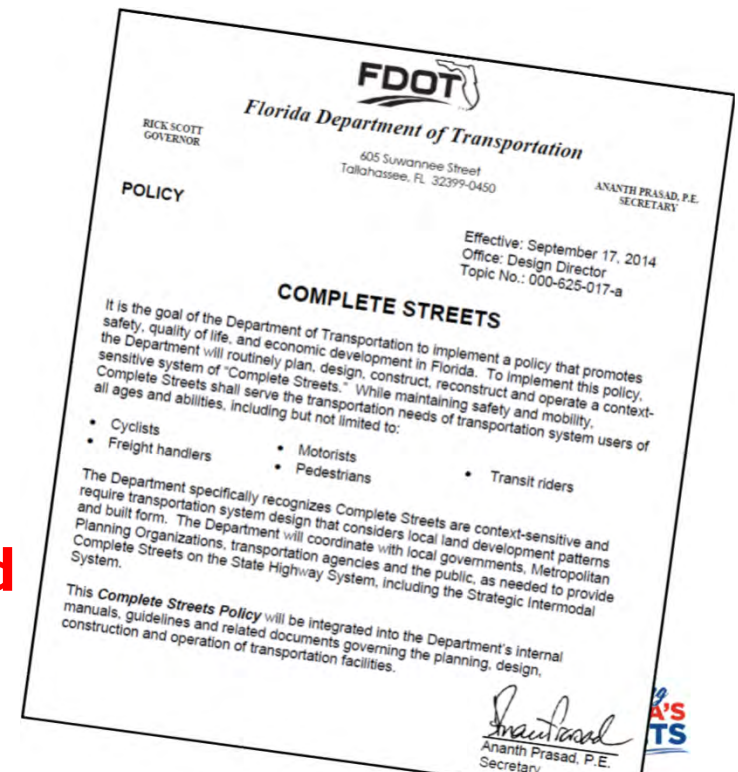 FDOT
Florida Department of Transportation
RICK SCOTT
GOVERNOR
605 Suwannee Street
Tallahassee, FL 32399-0450
ANANTH PRASAD, P.E.
SECRETARY
POLICY
Effective: September 17, 2014
Office: Design Director
Topic No.: 000-625-017-a
COMPLETE STREETS
It is the goal of the Department of Transportation to implement a policy that promotes
safety, quality of life, and economic development in Florida. To implement this policy,
the Department will routinely plan, design, construct, reconstruct and operate a context-
sensitive system of "Complete Streets." While maintaining safety and mobility,
Complete Streets shall serve the transportation needs of transportation system users of
all ages and abilities, including but not limited to:
• Cyclists
• Freight handlers
• Motorists
• Pedestrians
• Transit riders
The Department specifically recognizes Complete Streets are context-sensitive and
require transportation system design that considers local land development patterns
and built form. The Department will coordinate with local governments, Metropolitan
Planning Organizations, transportation agencies and the public, as needed to provide
Complete Streets on the State Highway System, including the Strategic Intermodal
System.
This Complete Streets Policy will be integrated into the Department's internal
manuals, guidelines and related documents governing the planning, design,
construction and operation of transportation facilities.
Ananth Prasad, P.E.
Secretary
d
A'S
TS